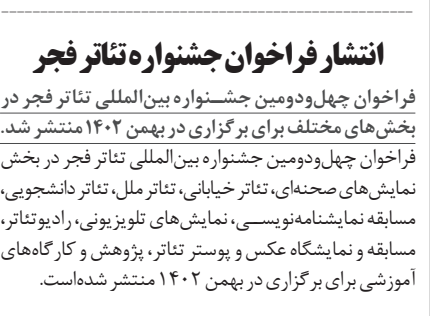 انتشار فراخوان جشنواره تئاتر فجر
فراخوان چهل‌ودومین جشــنواره بین‌المللی تئاتر فجر در
بخش‌های مختلف برای برگزاری در بهمن ۱۴۰۲ منتشر شد.
فراخوان چهل‌ودومین جشنواره بین‌المللی تئاتر فجر در بخش
نمایش‌های صحنه‌ای، تئاتر خیابانی، تئاتر ملل، تئاتر دانشجویی،
مسابقه نمایشنامه‌نویســی، نمایش‌های تلویزیونی، رادیوتئاتر،
مسابقه و نمایشگاه عکس و پوستر تئاتر، پژوهش و کارگاه‌های
آموزشی برای برگزاری در بهمن ۱۴۰۲ منتشر شده‌است.